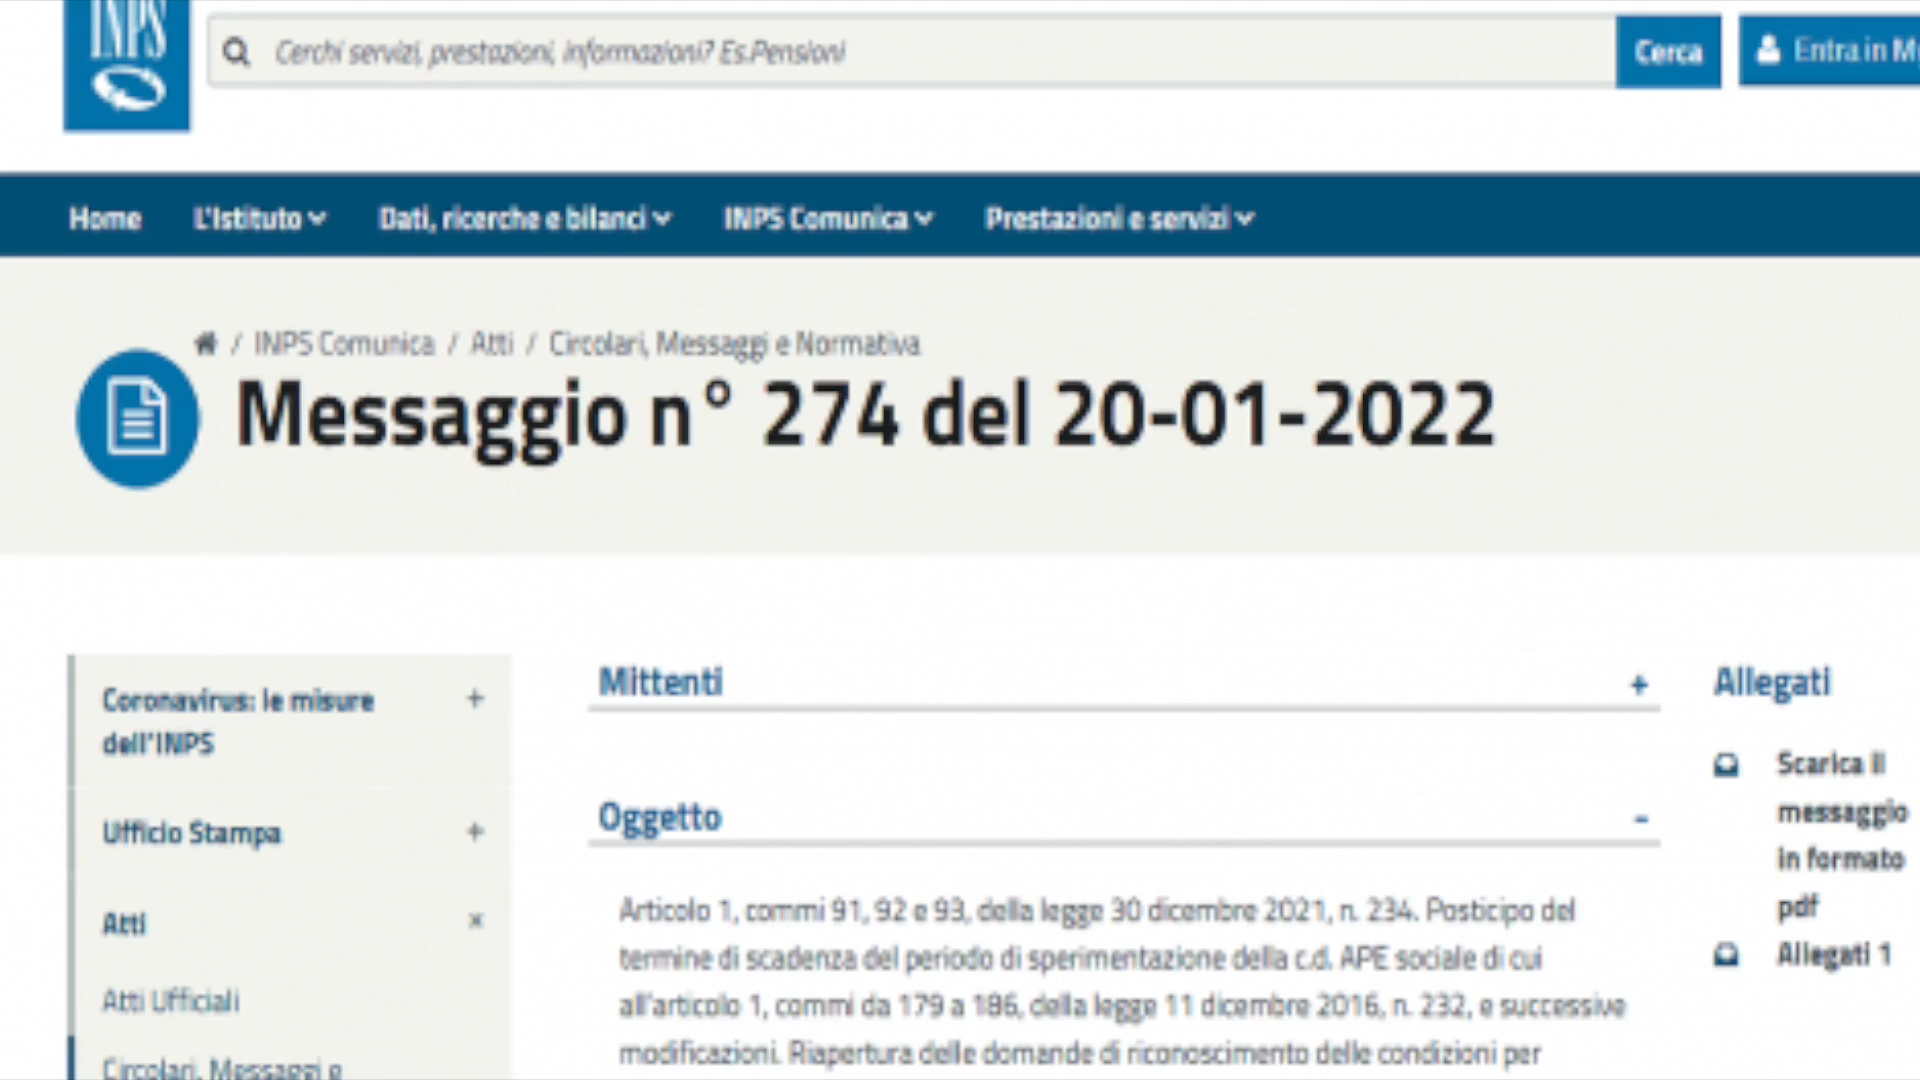 INPS
Cerchi servizi, prestazioni, informazioni? Es.Pensioni
Cerca
Entra in My
Home
L'Istituto
Dati, ricerche e bilanci
INPS Comunica
Prestazioni e servizi
/ INPS Comunica / Atti / Circolari, Messaggi e Normativa
Messaggio n° 274 del 20-01-2022
Coronavirus: le misure +
dell'INPS
Ufficio Stampa +
Atti ×
Atti Ufficiali
Circolari, Messaggi e
Mittenti +
Oggetto -
Articolo 1, commi 91, 92 e 93, della legge 30 dicembre 2021, n. 234. Posticipo del
termine di scadenza del periodo di sperimentazione della c.d. APE sociale di cui
all'articolo 1, commi da 179 a 186, della legge 11 dicembre 2016, n. 232, e successive
modificazioni. Riapertura delle domande di riconoscimento delle condizioni per
Allegati
Scarica il
messaggio
in formato
pdf
Allegati 1